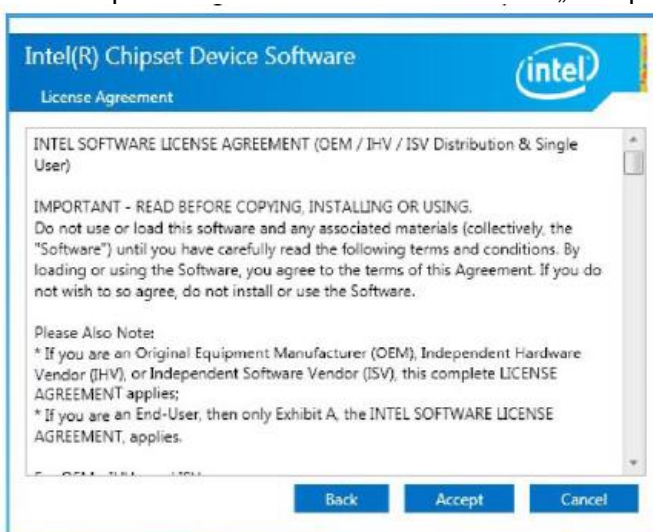 Intel(R) Chipset Device Software
intel
License Agreement
INTEL SOFTWARE LICENSE AGREEMENT (OEM / IHV / ISV Distribution & Single
User)
IMPORTANT - READ BEFORE COPYING, INSTALLING OR USING.
Do not use or load this software and any associated materials (collectively, the
"Software") until you have carefully read the following terms and conditions. By
loading or using the Software, you agree to the terms of this Agreement. If you do
not wish to so agree, do not install or use the Software.
Please Also Note:
* If you are an Original Equipment Manufacturer (OEM), Independent Hardware
Vendor (IHV), or Independent Software Vendor (ISV), this complete LICENSE
AGREEMENT applies;
* If you are an End-User, then only Exhibit A, the INTEL SOFTWARE LICENSE
AGREEMENT, applies.
Back Accept Cancel